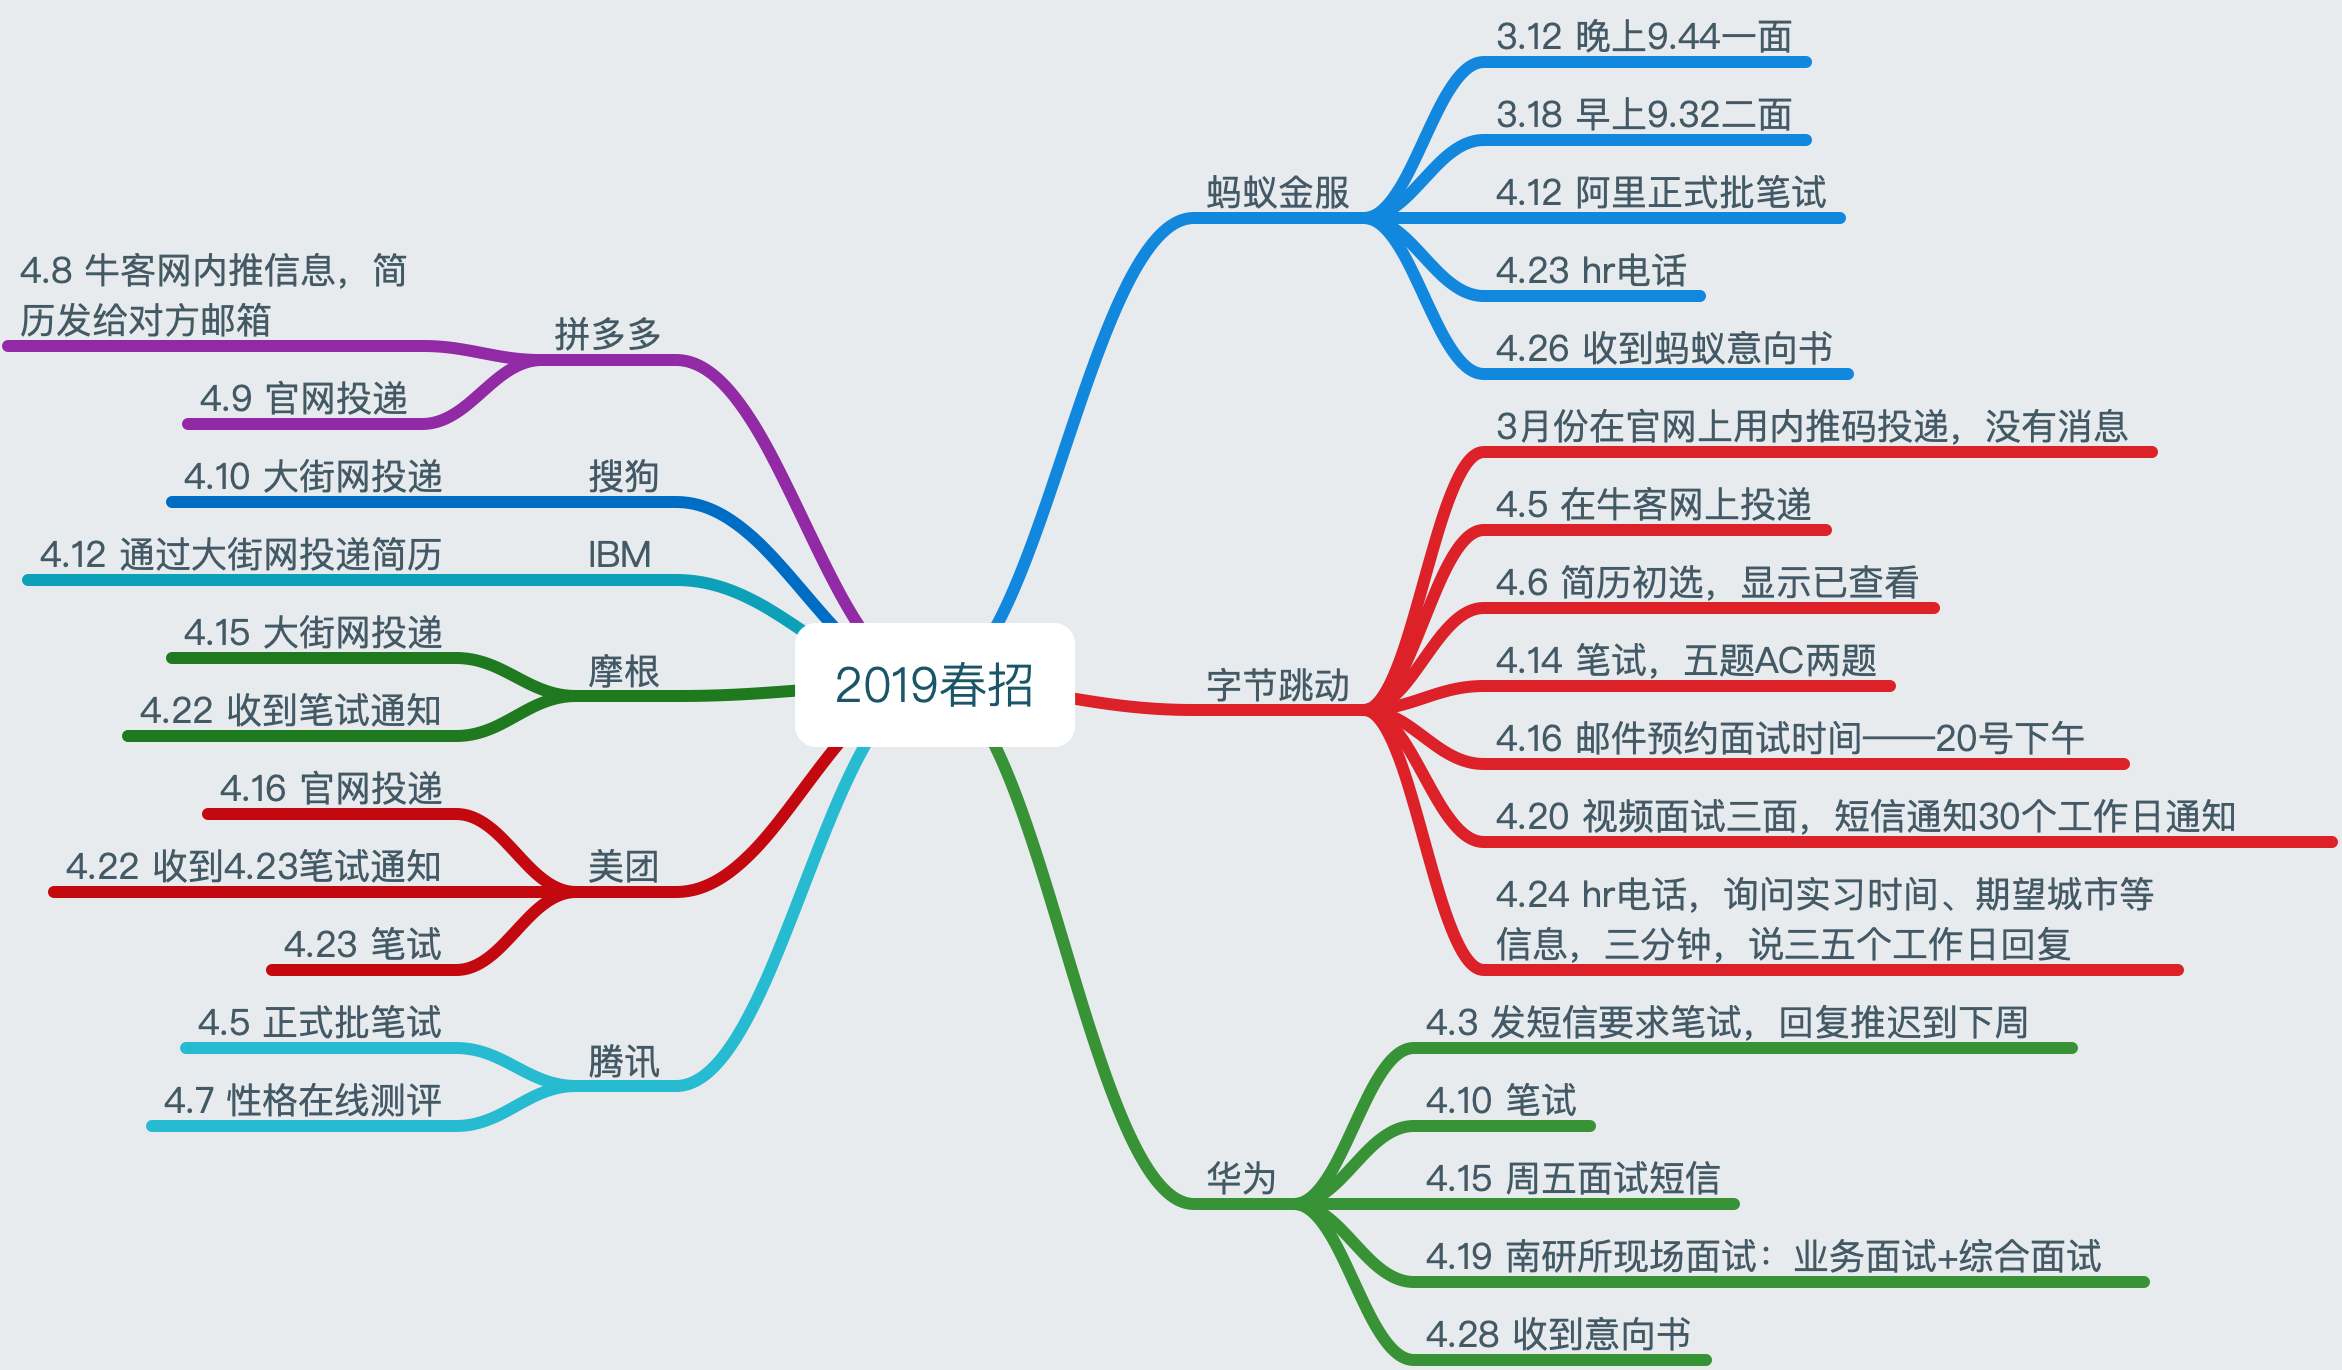 2019春招
蚂蚁金服
3.12 晚上9.44一面
3.18 早上9.32二面
4.12 阿里正式批笔试
4.23 hr电话
4.26 收到蚂蚁意向书
字节跳动
3月份在官网上用内推码投递，没有消息
4.5 在牛客网上投递
4.6 简历初选，显示已查看
4.14 笔试，五题AC两题
4.16 邮件预约面试时间——20号下午
4.20 视频面试三面，短信通知30个工作日通知
4.24 hr电话，询问实习时间、期望城市等
信息，三分钟，说三五个工作日回复
华为
4.3 发短信要求笔试，回复推迟到下周
4.10 笔试
4.15 周五面试短信
4.19 南研所现场面试：业务面试+综合面试
4.28 收到意向书
拼多多
4.8 牛客网内推信息，简
历发给对方邮箱
4.9 官网投递
搜狗
4.10 大街网投递
IBM
4.12 通过大街网投递简历
摩根
4.15 大街网投递
4.22 收到笔试通知
美团
4.16 官网投递
4.22 收到4.23笔试通知
4.23 笔试
腾讯
4.5 正式批笔试
4.7 性格在线测评